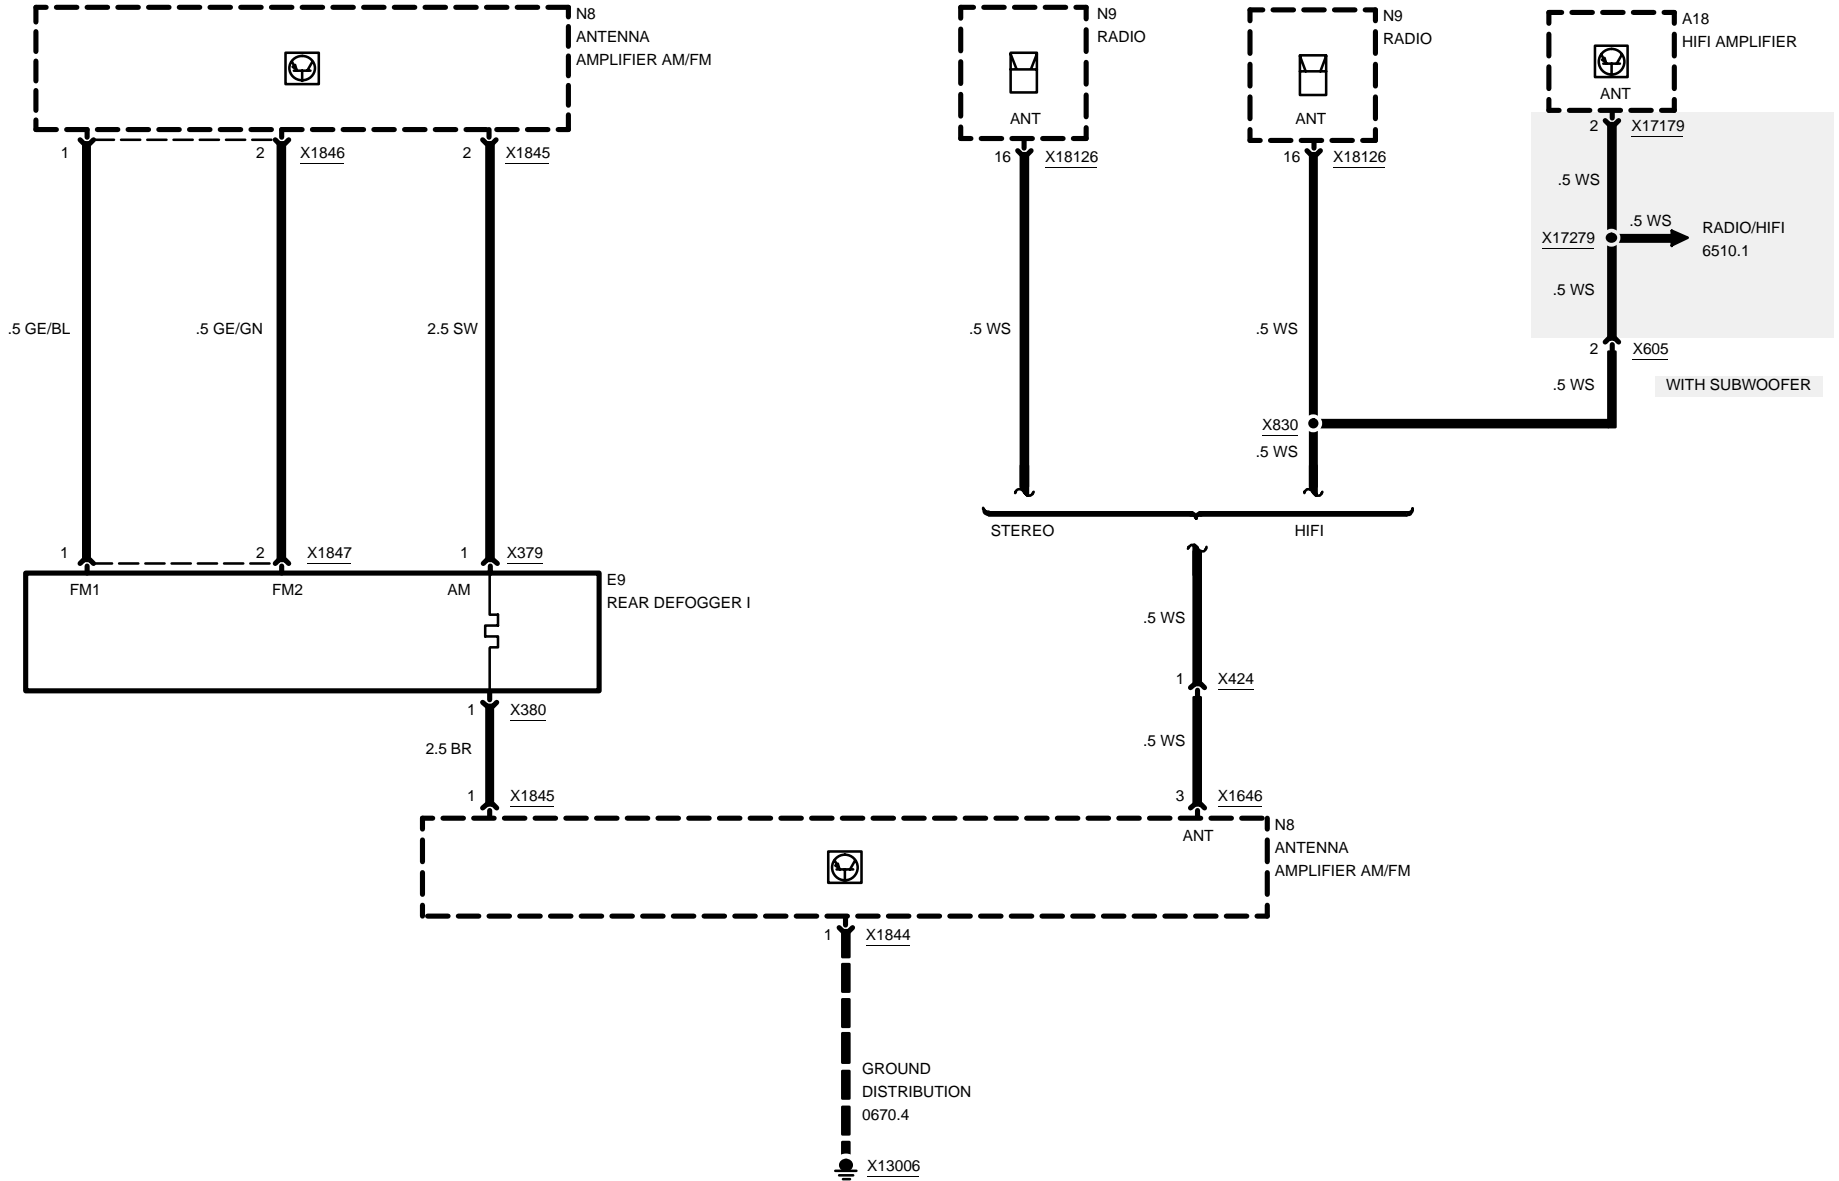 N8
ANTENNA
AMPLIFIER AM/FM
N9
RADIO
N9
RADIO
A18
HIFI AMPLIFIER
ANT
ANT
ANT
1
2
X1846
2
X1845
16
X18126
16
X18126
2
X17179
.5 WS
.5 WS
X17279
RADIO/HIFI
6510.1
.5 WS
.5 GE/BL
.5 GE/GN
2.5 SW
.5 WS
.5 WS
2
X605
.5 WS
WITH SUBWOOFER
X830
.5 WS
STEREO
HIFI
1
2
X1847
1
X379
FM1
FM2
AM
E9
REAR DEFOGGER I
.5 WS
1
X424
1
X380
2.5 BR
.5 WS
1
X1845
3
X1646
ANT
N8
ANTENNA
AMPLIFIER AM/FM
1
X1844
GROUND
DISTRIBUTION
0670.4
X13006